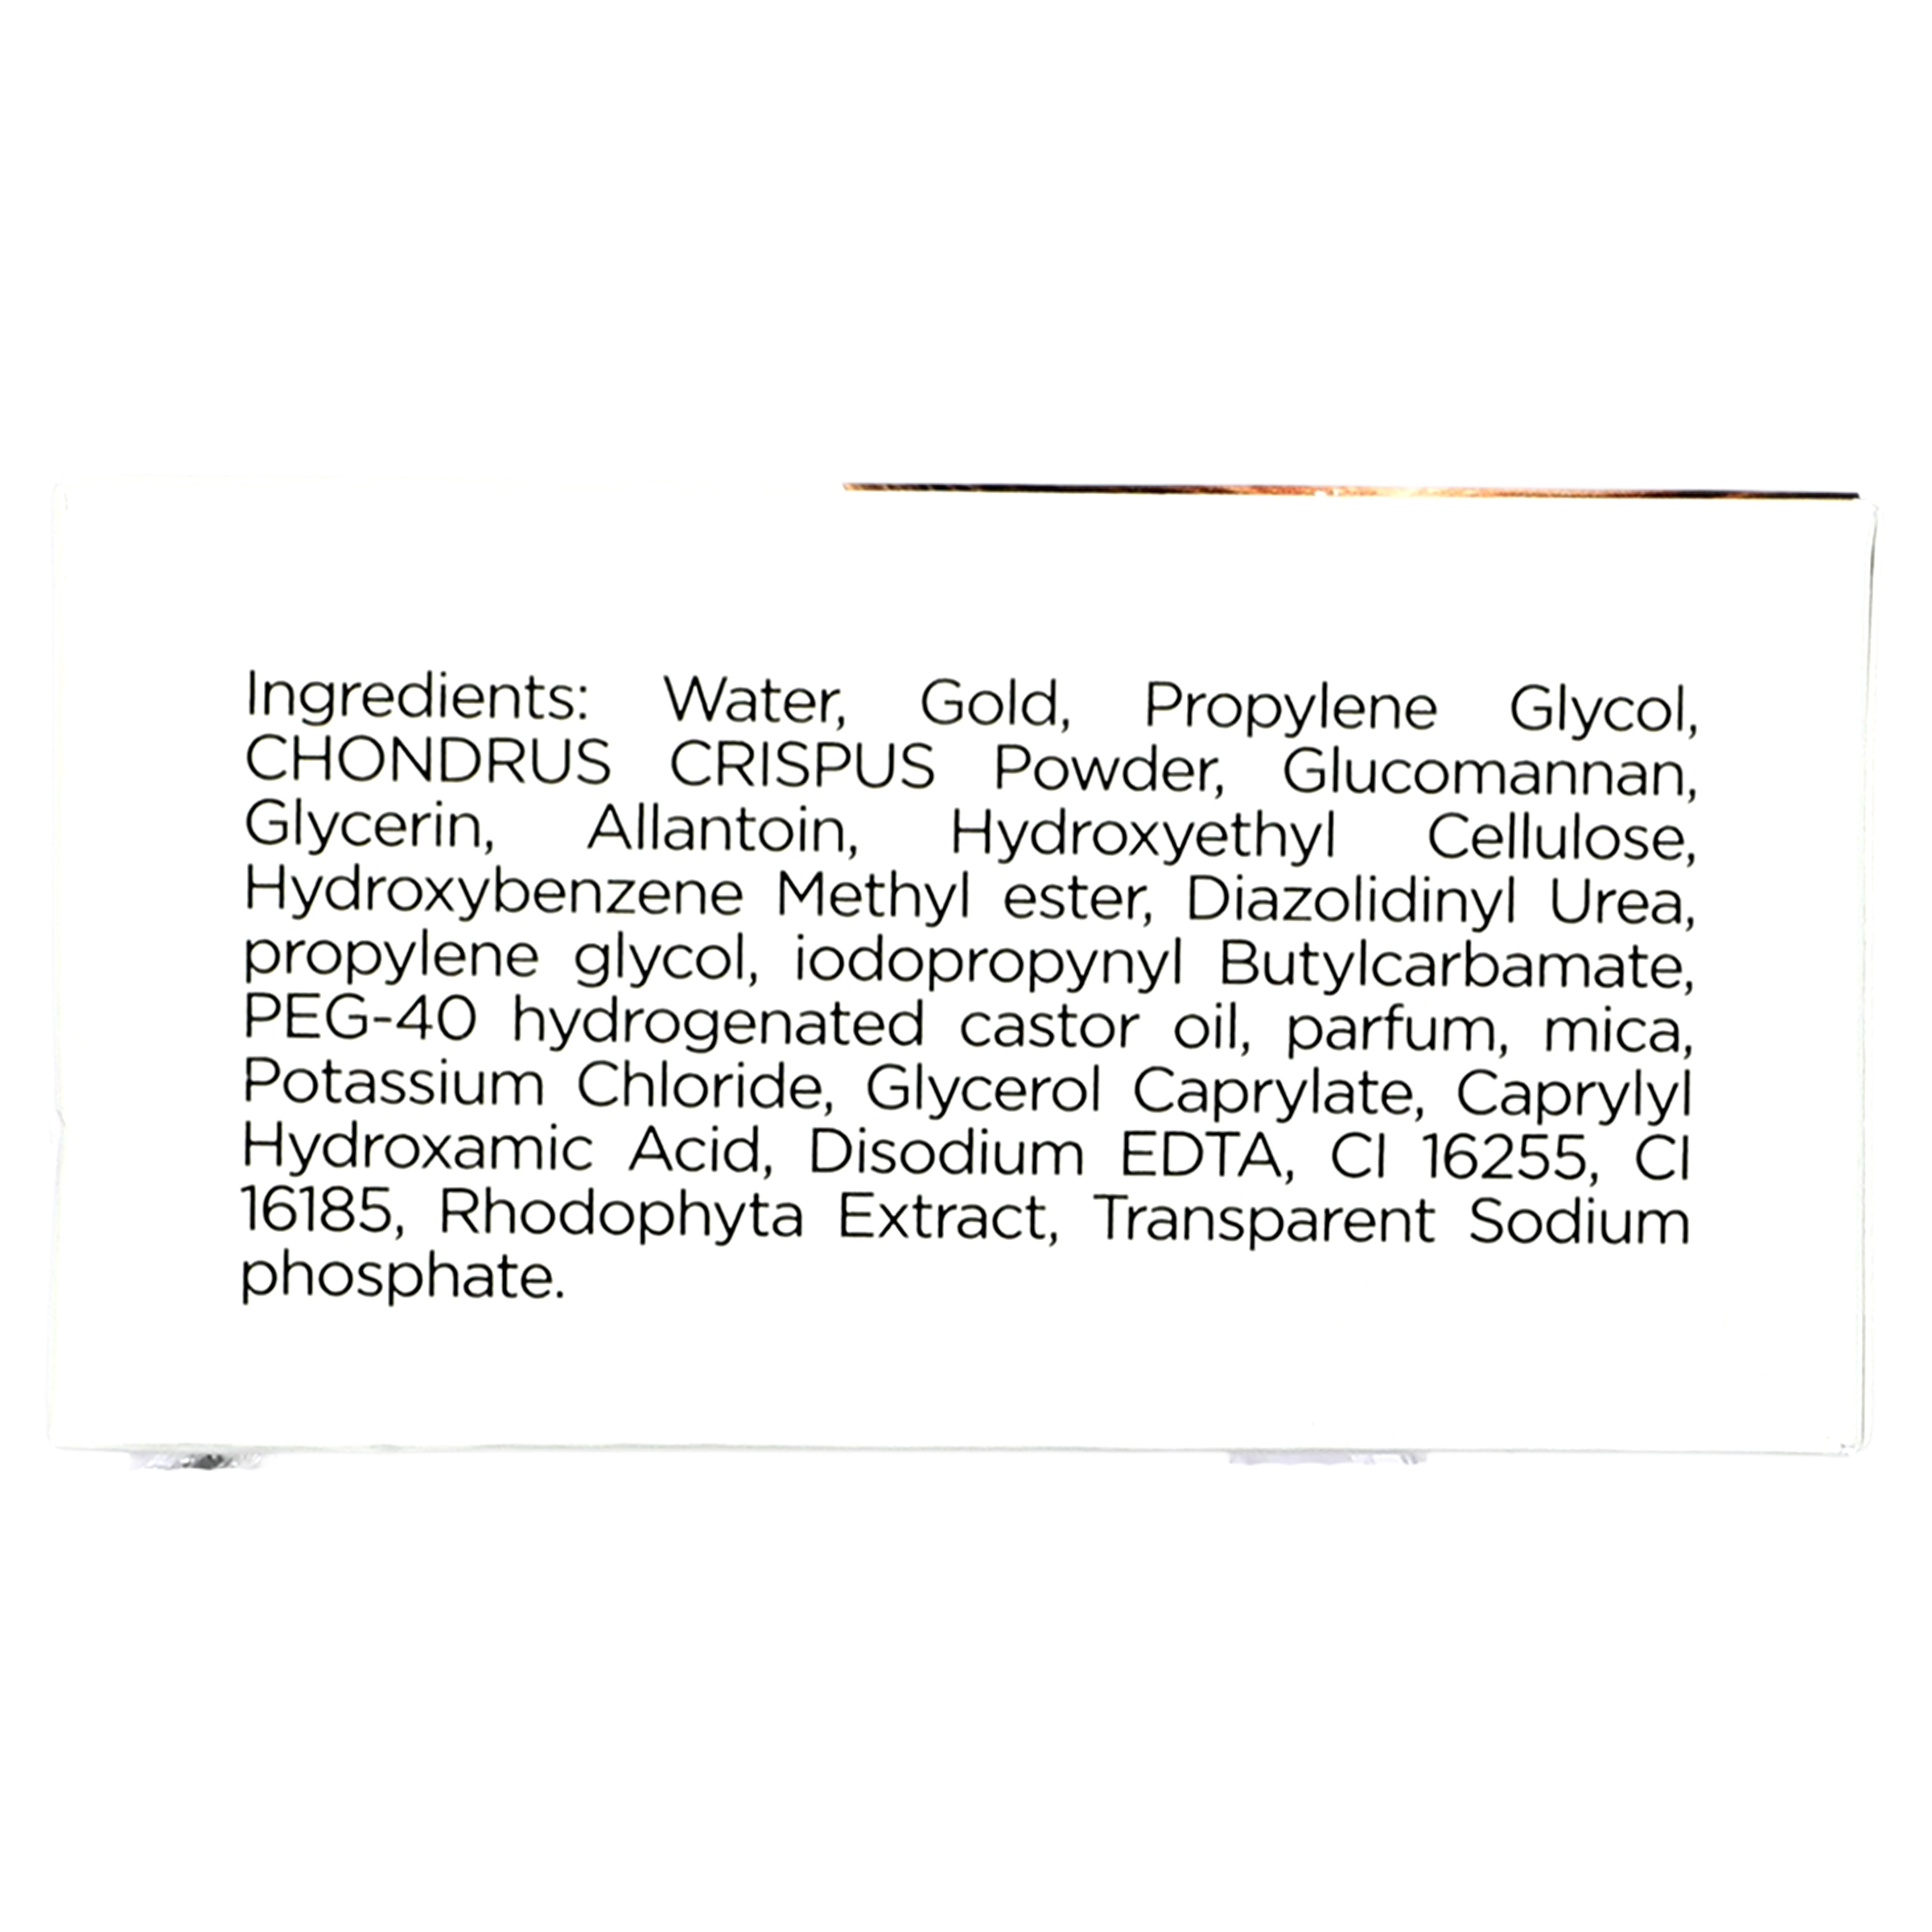 Ingredients: Water, Gold, Propylene Glycol,
CHONDRUS CRISPUS Powder, Glucomannan,
Glycerin, Allantoin, Hydroxyethyl Cellulose,
Hydroxybenzene Methyl ester, Diazolidinyl Urea,
propylene glycol, iodopropynyl Butylcarbamate,
PEG-40 hydrogenated castor oil, parfum, mica,
Potassium Chloride, Glycerol Caprylate, Caprylyl
Hydroxamic Acid, Disodium EDTA, CI 16255, CI
16185, Rhodophyta Extract, Transparent Sodium
phosphate.